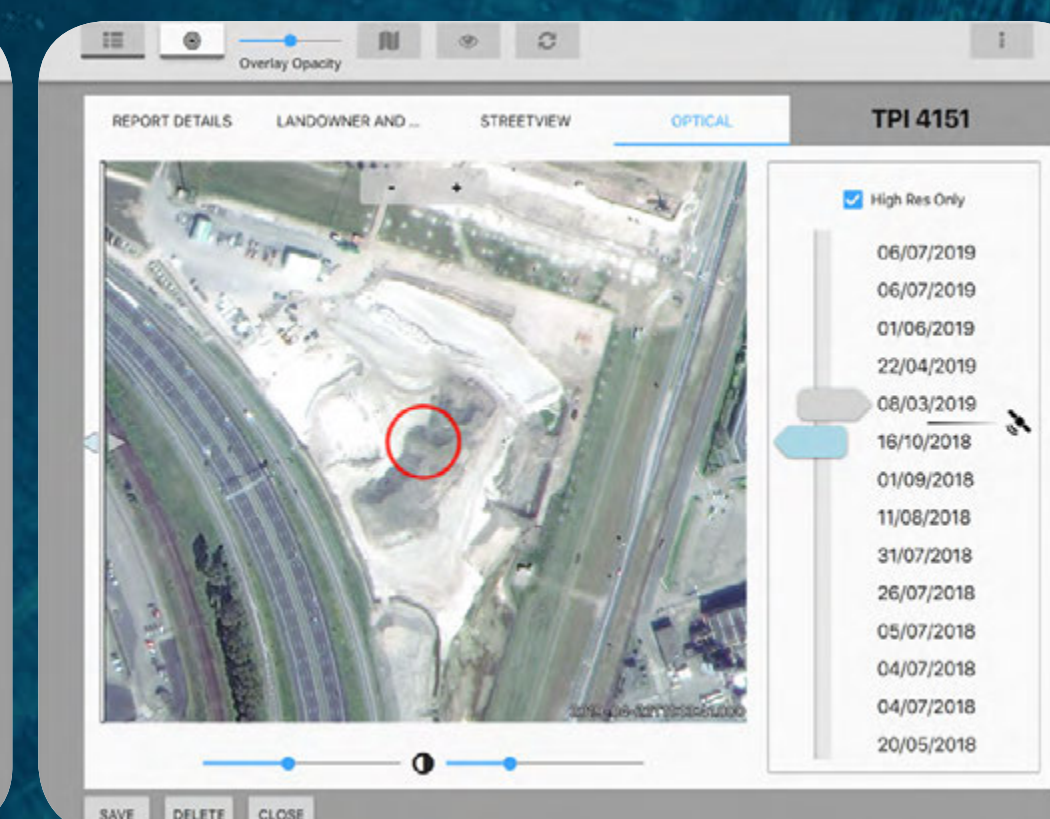 Overlay Opacity
REPORT DETAILS
LANDOWNER AND ...
STREETVIEW
OPTICAL
TPI 4151
- +
High Res Only
06/07/2019
06/07/2019
01/06/2019
22/04/2019
08/03/2019
16/10/2018
01/09/2018
11/08/2018
31/07/2018
26/07/2018
05/07/2018
04/07/2018
04/07/2018
20/05/2018
SAVE
DELETE
CLOSE